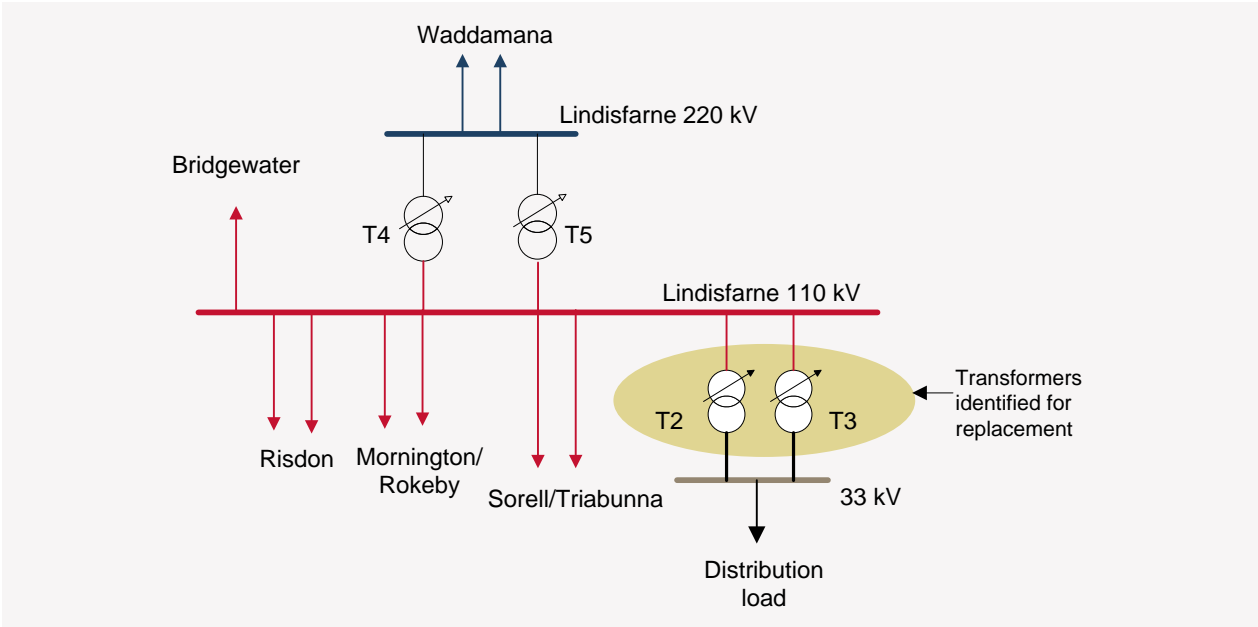 Waddamana
Lindisfarne 220 kV
Bridgewater
T4
T5
Lindisfarne 110 kV
Transformers
identified for
replacement
T2
T3
Risdon
Mornington/
Rokeby
Sorell/Triabunna
33 kV
Distribution
load